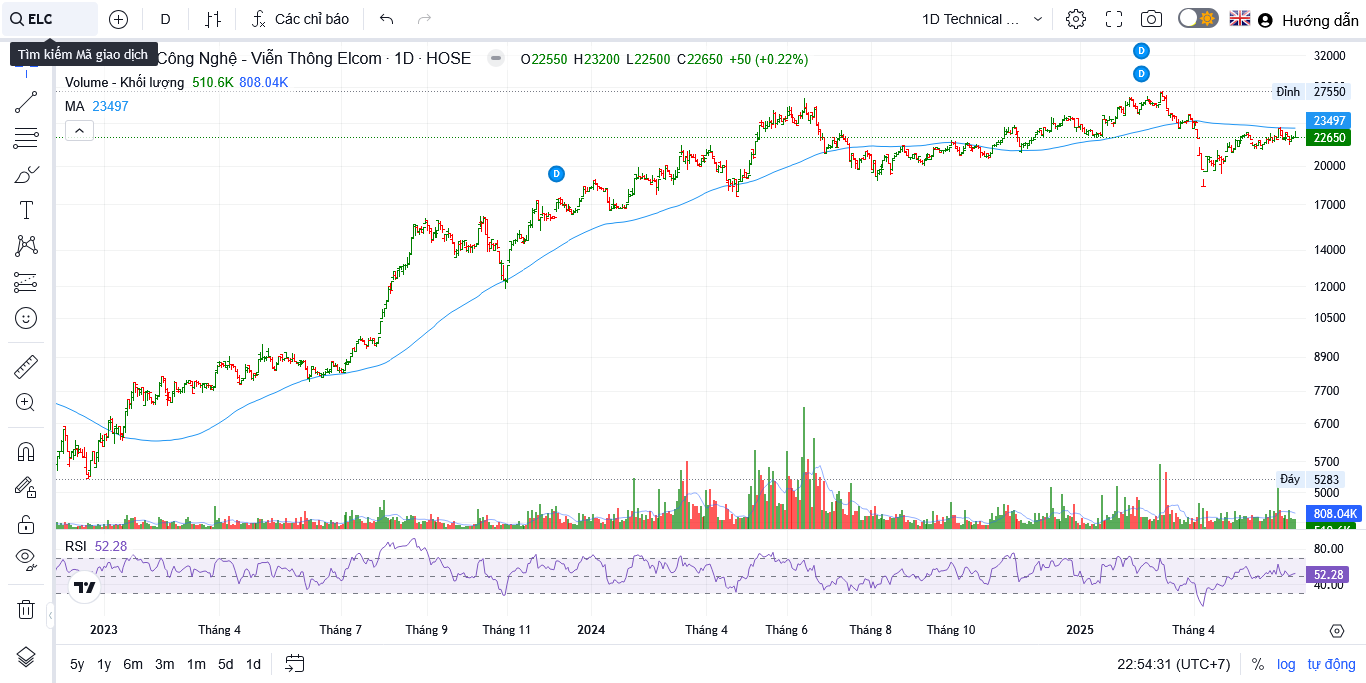 ELC
D
Các chỉ báo
1D Technical ...
Hướng dẫn
Tìm kiếm Mã giao dịch
Công Nghệ - Viễn Thông Elcom · 1D · HOSE
O22550 H23200 L22500 C22650 +50 (+0.22%)
Volume - Khối lượng 510.6K 808.04K
MA 23497
D
D
D
32000
Đỉnh 27550
23497
22650
20000
17000
14000
12000
10500
8900
7700
6700
5700
Đáy 5283
5000
808.04K
510.6K
RSI 52.28
80.00
52.28
40.00
2023 Tháng 4 Tháng 7 Tháng 9 Tháng 11 2024 Tháng 4 Tháng 6 Tháng 8 Tháng 10 2025 Tháng 4
5y 1y 6m 3m 1m 5d 1d
22:54:31 (UTC+7) % log tự động